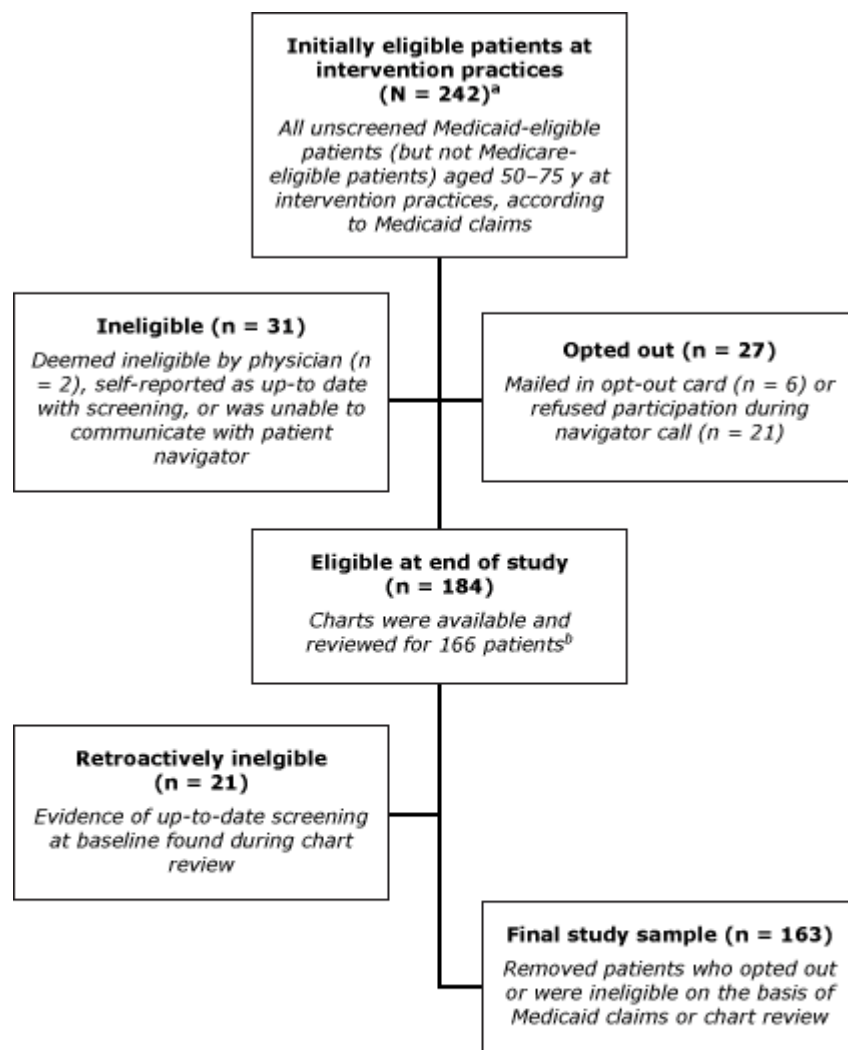 Initially eligible patients at
intervention practices
(N = 242)a
All unscreened Medicaid-eligible
patients (but not Medicare-
eligible patients) aged 50–75 y at
intervention practices, according
to Medicaid claims
Ineligible (n = 31)
Deemed ineligible by physician (n
= 2), self-reported as up-to date
with screening, or was unable to
communicate with patient
navigator
Opted out (n = 27)
Mailed in opt-out card (n = 6) or
refused participation during
navigator call (n = 21)
Eligible at end of study
(n = 184)
Charts were available and
reviewed for 166 patientsb
Retroactively inelgible
(n = 21)
Evidence of up-to-date screening
at baseline found during chart
review
Final study sample (n = 163)
Removed patients who opted out
or were ineligible on the basis of
Medicaid claims or chart review